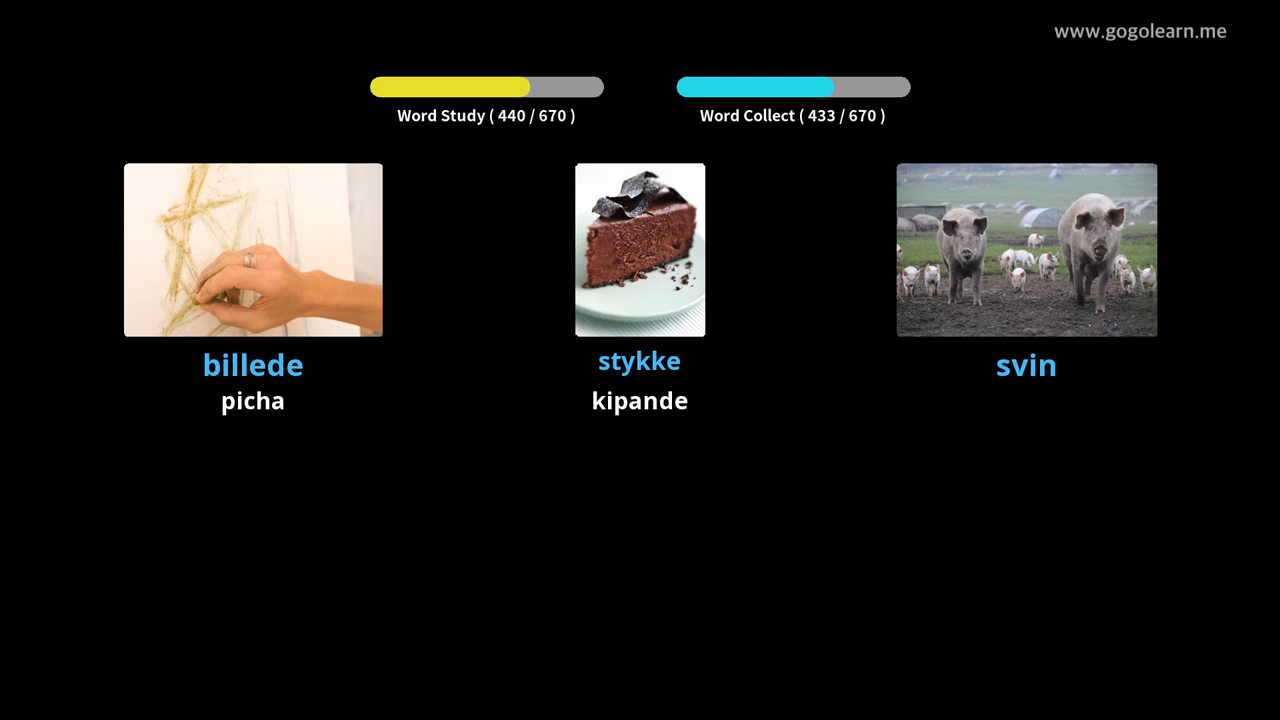 www.gogolearn.me
Word Study ( 440 / 670 )
Word Collect ( 433 / 670 )
billede
picha
stykke
kipande
svin